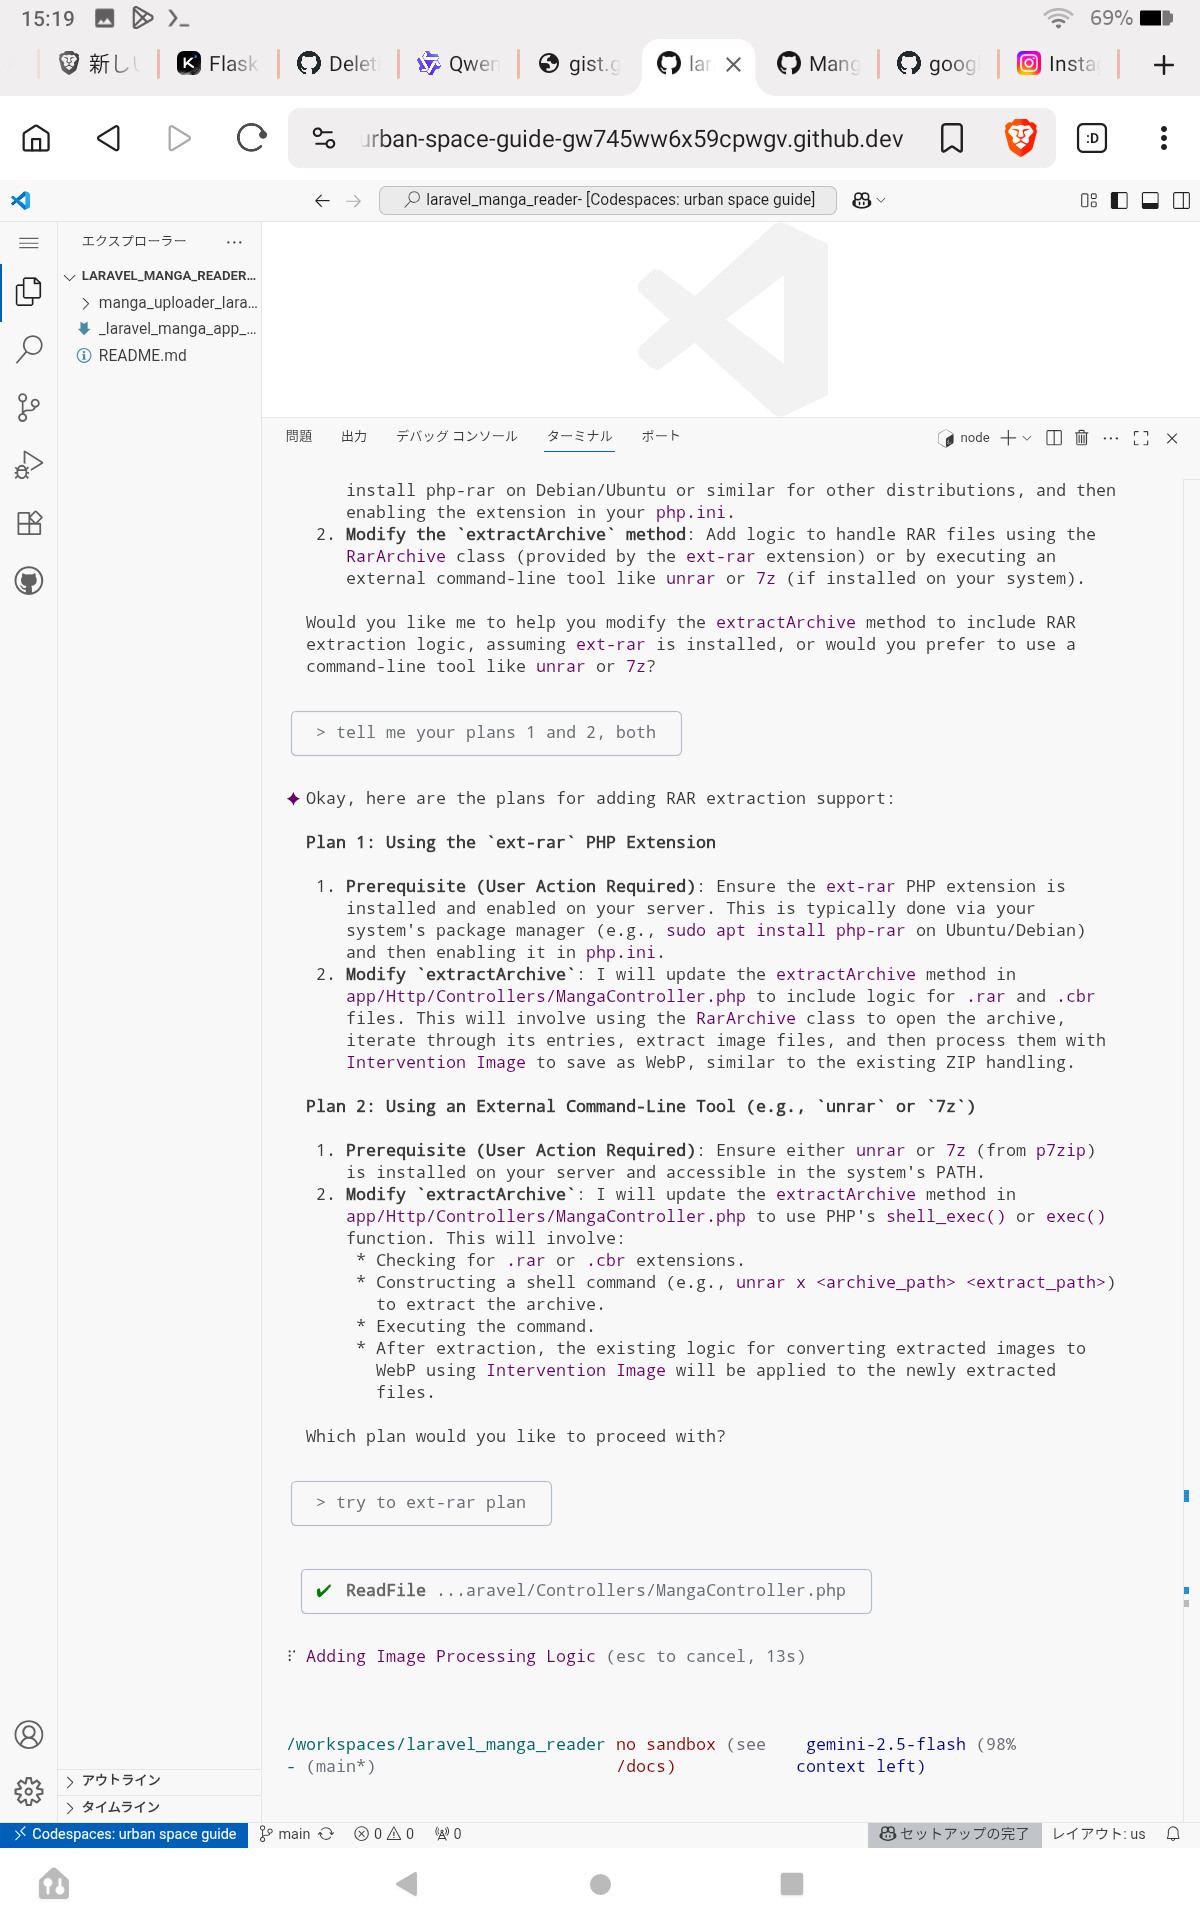 15:19
69%
新し
Flask
Delet
Qwen
gist.g
lar
Mang
goog
Insta
urban-space-guide-gw745ww6x59cpwgv.github.dev
:D
laravel_manga_reader- [Codespaces: urban space guide]
エクスプローラー
LARAVEL_MANGA_READER...
manga_uploader_lara...
_laravel_manga_app_...
README.md
問題
出力
デバッグ コンソール
ターミナル
ポート
node
install php-rar on Debian/Ubuntu or similar for other distributions, and then
enabling the extension in your php.ini.
2. Modify the `extractArchive` method: Add logic to handle RAR files using the
RarArchive class (provided by the ext-rar extension) or by executing an
external command-line tool like unrar or 7z (if installed on your system).
Would you like me to help you modify the extractArchive method to include RAR
extraction logic, assuming ext-rar is installed, or would you prefer to use a
command-line tool like unrar or 7z?
> tell me your plans 1 and 2, both
✦ Okay, here are the plans for adding RAR extraction support:
Plan 1: Using the `ext-rar` PHP Extension
1. Prerequisite (User Action Required): Ensure the ext-rar PHP extension is
installed and enabled on your server. This is typically done via your
system's package manager (e.g., sudo apt install php-rar on Ubuntu/Debian)
and then enabling it in php.ini.
2. Modify `extractArchive`: I will update the extractArchive method in
app/Http/Controllers/MangaController.php to include logic for .rar and .cbr
files. This will involve using the RarArchive class to open the archive,
iterate through its entries, extract image files, and then process them with
Intervention Image to save as WebP, similar to the existing ZIP handling.
Plan 2: Using an External Command-Line Tool (e.g., `unrar` or `7z`)
1. Prerequisite (User Action Required): Ensure either unrar or 7z (from p7zip)
is installed on your server and accessible in the system's PATH.
2. Modify `extractArchive`: I will update the extractArchive method in
app/Http/Controllers/MangaController.php to use PHP's shell_exec() or exec()
function. This will involve:
* Checking for .rar or .cbr extensions.
* Constructing a shell command (e.g., unrar x <archive_path> <extract_path>)
to extract the archive.
* Executing the command.
* After extraction, the existing logic for converting extracted images to
WebP using Intervention Image will be applied to the newly extracted
files.
Which plan would you like to proceed with?
> try to ext-rar plan
✔ ReadFile ...aravel/Controllers/MangaController.php
⠏ Adding Image Processing Logic (esc to cancel, 13s)
/workspaces/laravel_manga_reader no sandbox (see gemini-2.5-flash (98%
- (main*) /docs) context left)
アウトライン
タイムライン
Codespaces: urban space guide
main
0
0
0
セットアップの完了
レイアウト: us